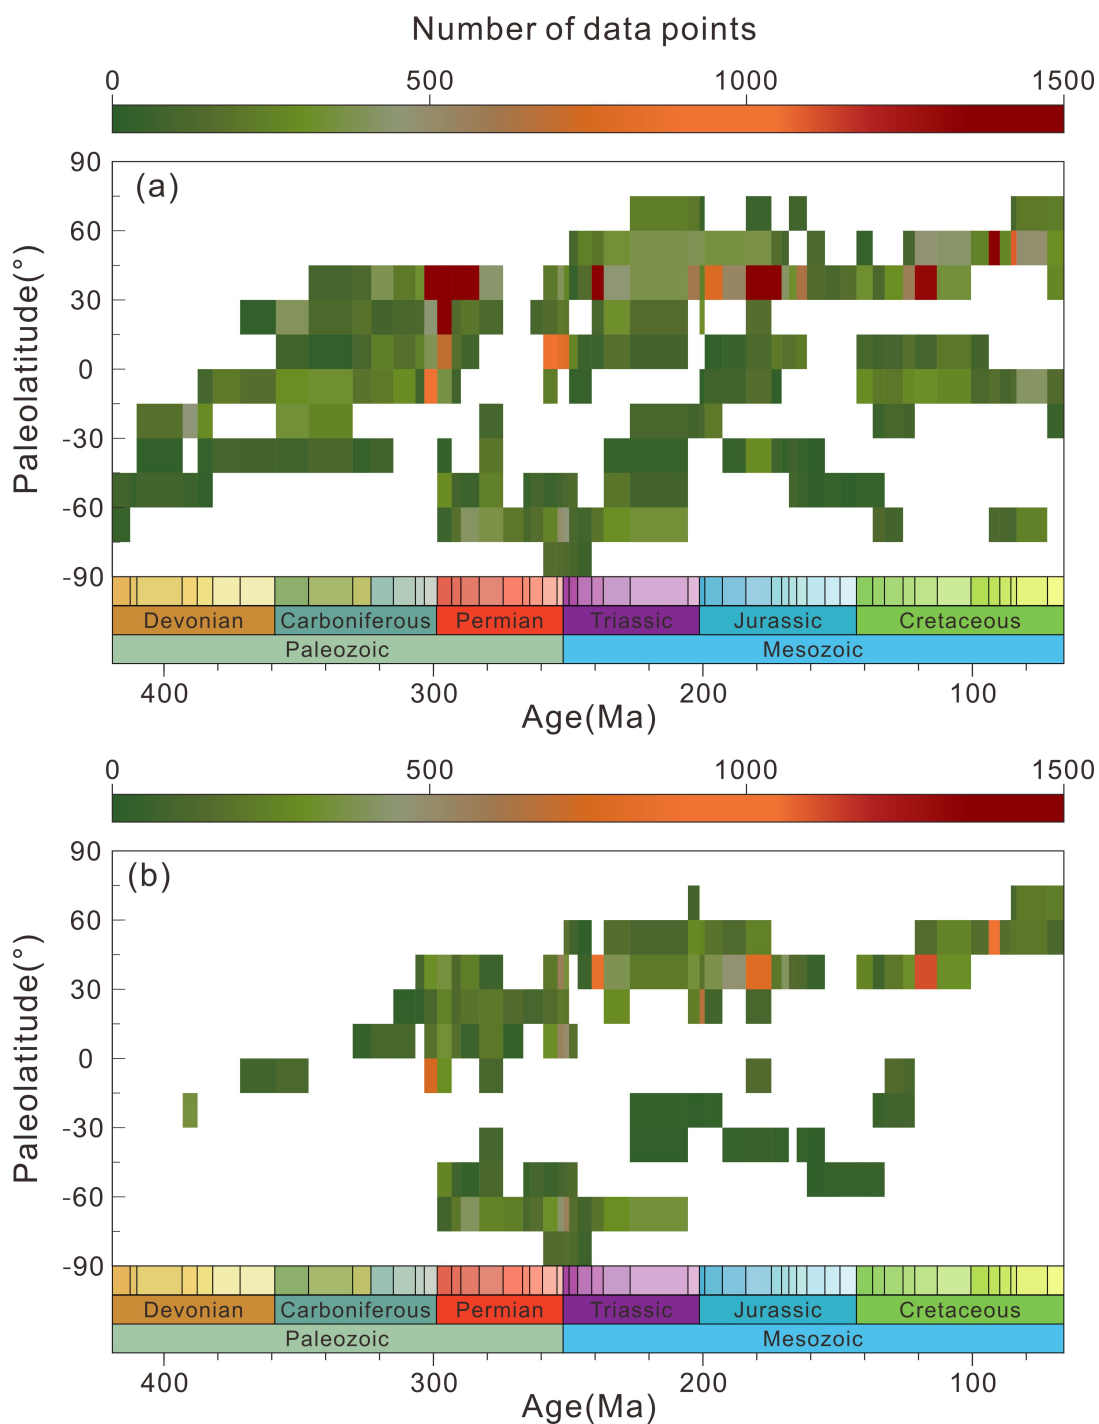 Number of data points
0 500 1000 1500
90
(a)
60
30
0
-30
-60
-90
Paleolatitude(°)
Devonian Carboniferous Permian Triassic Jurassic Cretaceous
Paleozoic Mesozoic
400 300 200 100
Age(Ma)
0 500 1000 1500
90
(b)
60
30
0
-30
-60
-90
Paleolatitude(°)
Devonian Carboniferous Permian Triassic Jurassic Cretaceous
Paleozoic Mesozoic
400 300 200 100
Age(Ma)